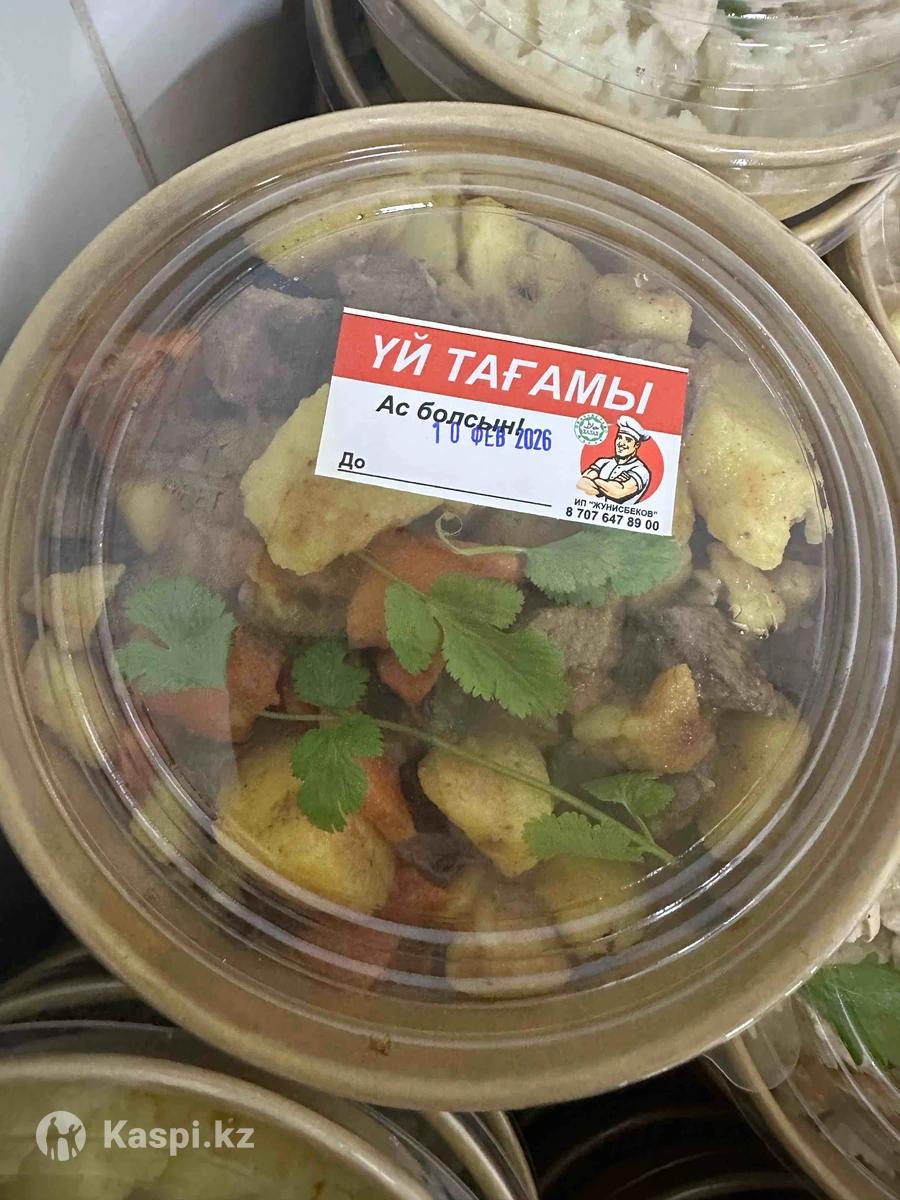 ҮЙ ТАҒАМЫ
Ас болсын!
10 ФЕВ 2026
До
ИП "ЖУНИСБЕКОВ"
8 707 647 89 00
Kaspi.kz